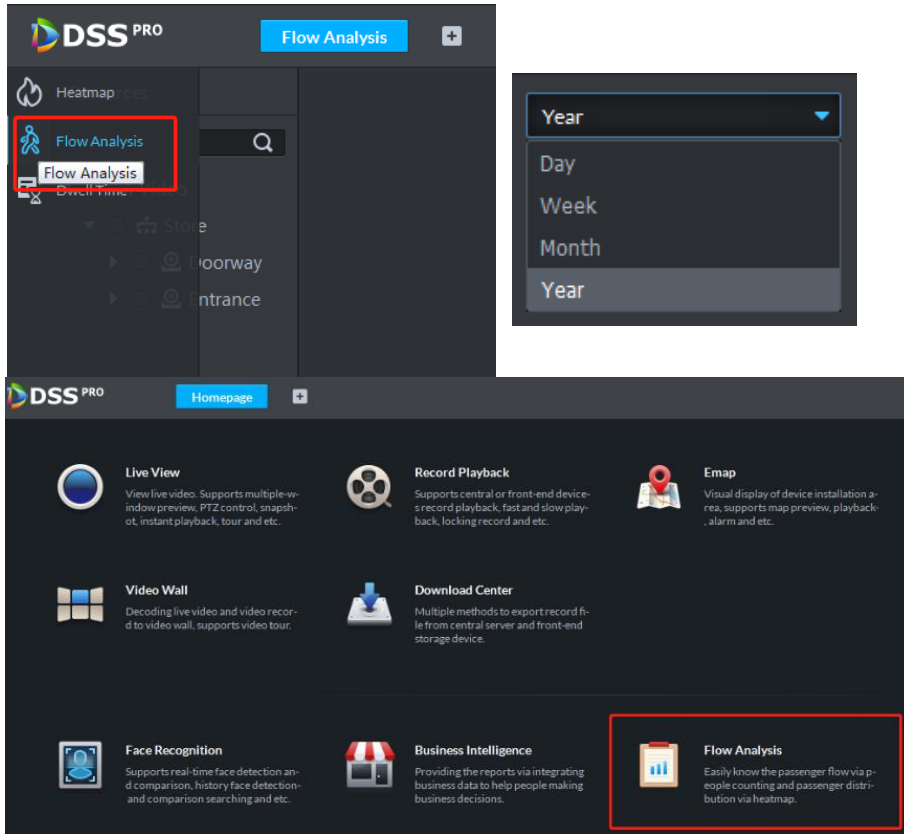 DSS PRO
Flow Analysis
Heatmap
Flow Analysis
Flow Analysis
Dwell Time
Store
Doorway
Entrance
Year
Day
Week
Month
Year
DSS PRO
Homepage
Live View
View live video. Supports multiple-w-
indow preview, PTZ control, snapsh-
ot, instant playback, tour and etc.
Record Playback
Supports central or front-end device-
s record playback, fast and slow play-
back, locking record and etc.
Emap
Visual display of device installation a-
rea, supports map preview, playback-
, alarm and etc.
Video Wall
Decoding live video and video recor-
d to video wall, supports video tour.
Download Center
Multiple methods to export record fi-
le from central server and front-end
storage device.
Face Recognition
Supports real-time face detection an-
d comparison, history face detection-
and comparison searching and etc.
Business Intelligence
Providing the reports via integrating
business data to help people making
business decisions.
Flow Analysis
Easily know the passenger flow via p-
eople counting and passenger distri-
bution via heatmap.